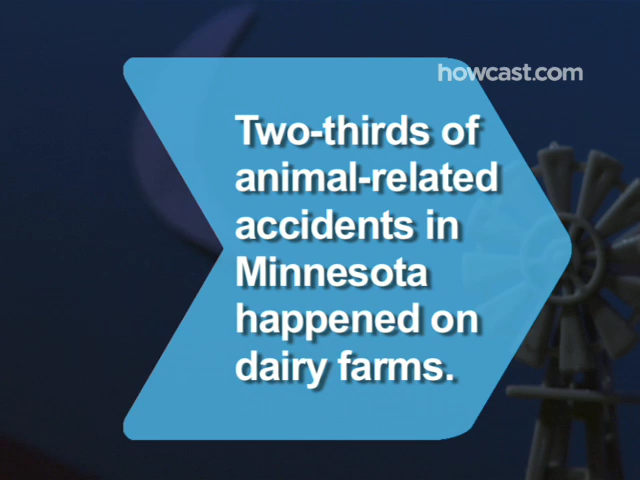 howcast.com
Two-thirds of
animal-related
accidents in
Minnesota
happened on
dairy farms.